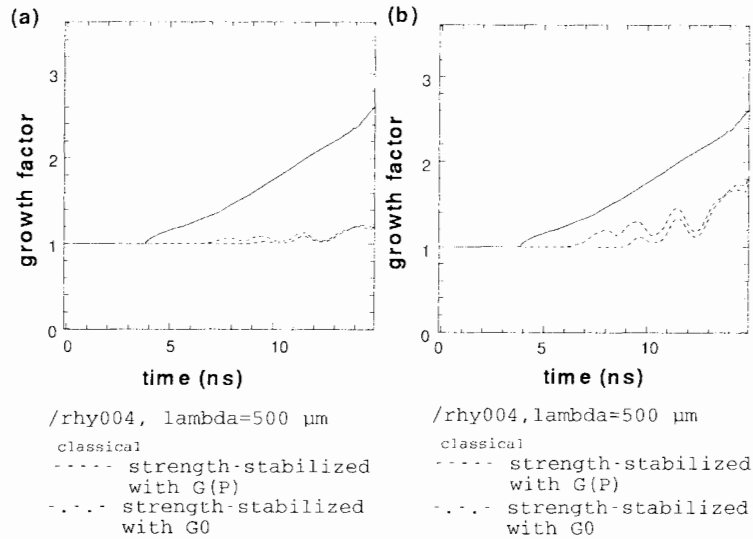 (a)
3
2
1
0
growth factor
0
5
10
time (ns)
/rhy004, lambda=500 µm
classical
----- strength-stabilized
with G(P)
-.-.- strength-stabilized
with G0
(b)
3
2
1
0
growth factor
0
5
10
time (ns)
/rhy004,lambda=500 µm
classical
----- strength-stabilized
with G(P)
-.-.- strength-stabilized
with G0